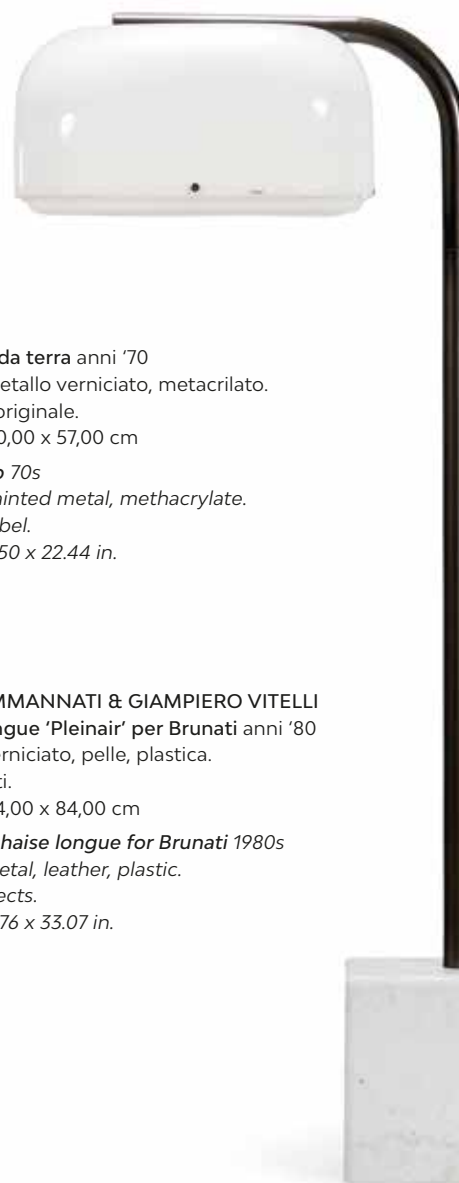 da terra anni '70
etallo verniciato, metacrilato.
originale.
0,00 x 57,00 cm
70s
inted metal, methacrylate.
bel.
50 x 22.44 in.
MMANNATI & GIAMPIERO VITELLI
ngue 'Pleinair' per Brunati anni '80
erniciato, pelle, plastica.
ti.
4,00 x 84,00 cm
haise longue for Brunati 1980s
etal, leather, plastic.
ects.
76 x 33.07 in.